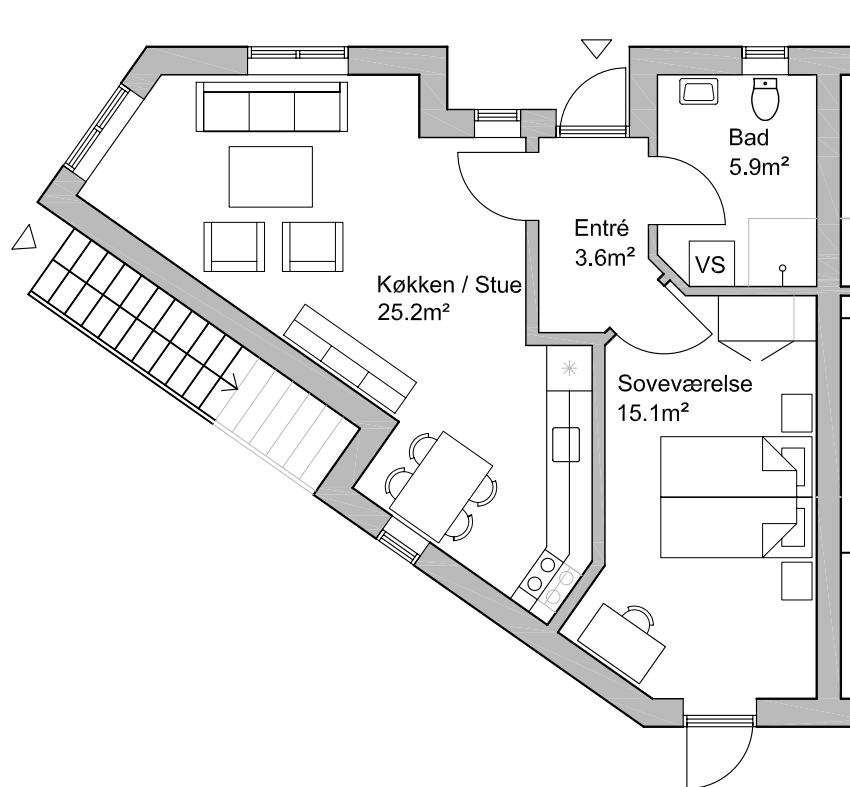 Bad
5.9m²
Entré
3.6m²
VS
Køkken / Stue
25.2m²
Soveværelse
15.1m²